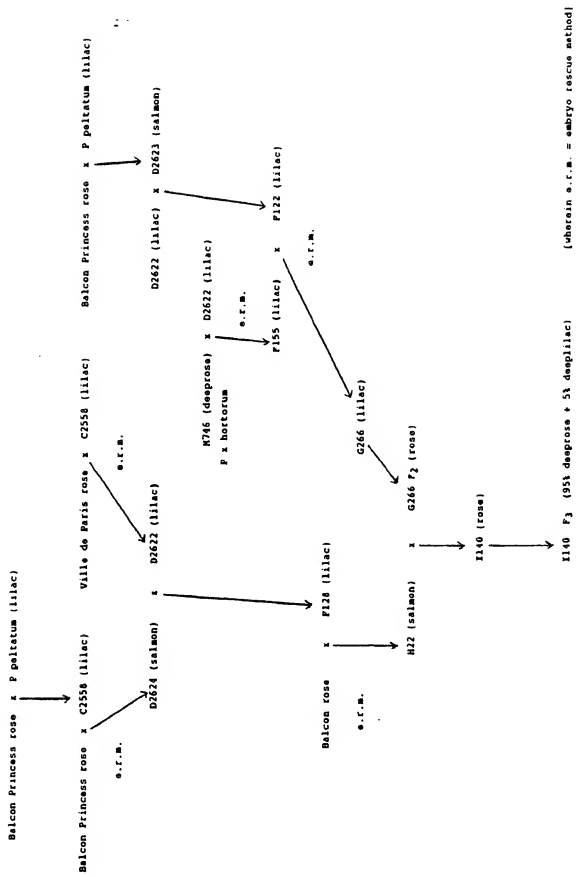 Balcon Princess rose x P peltatum (lilac)
Balcon Princess rose x C2558 (lilac)
Ville de Paris rose x C2558 (lilac)
Balcon Princess rose x P peltatum (lilac)
e.r.m.
e.r.m.
D2624 (salmon) x D2622 (lilac)
D2622 (lilac) x D2623 (salmon)
M746 (deeprose) x D2622 (lilac)
P x hortorum
e.r.m.
F155 (lilac) x F122 (lilac)
e.r.m.
Balcon rose x F128 (lilac)
e.r.m.
G266 (lilac)
H22 (salmon) x G266 F2 (rose)
I140 (rose)
I140 F3 (95% deeprose + 5% deeplilac)
[wherein e.r.m. = embryo rescue method]